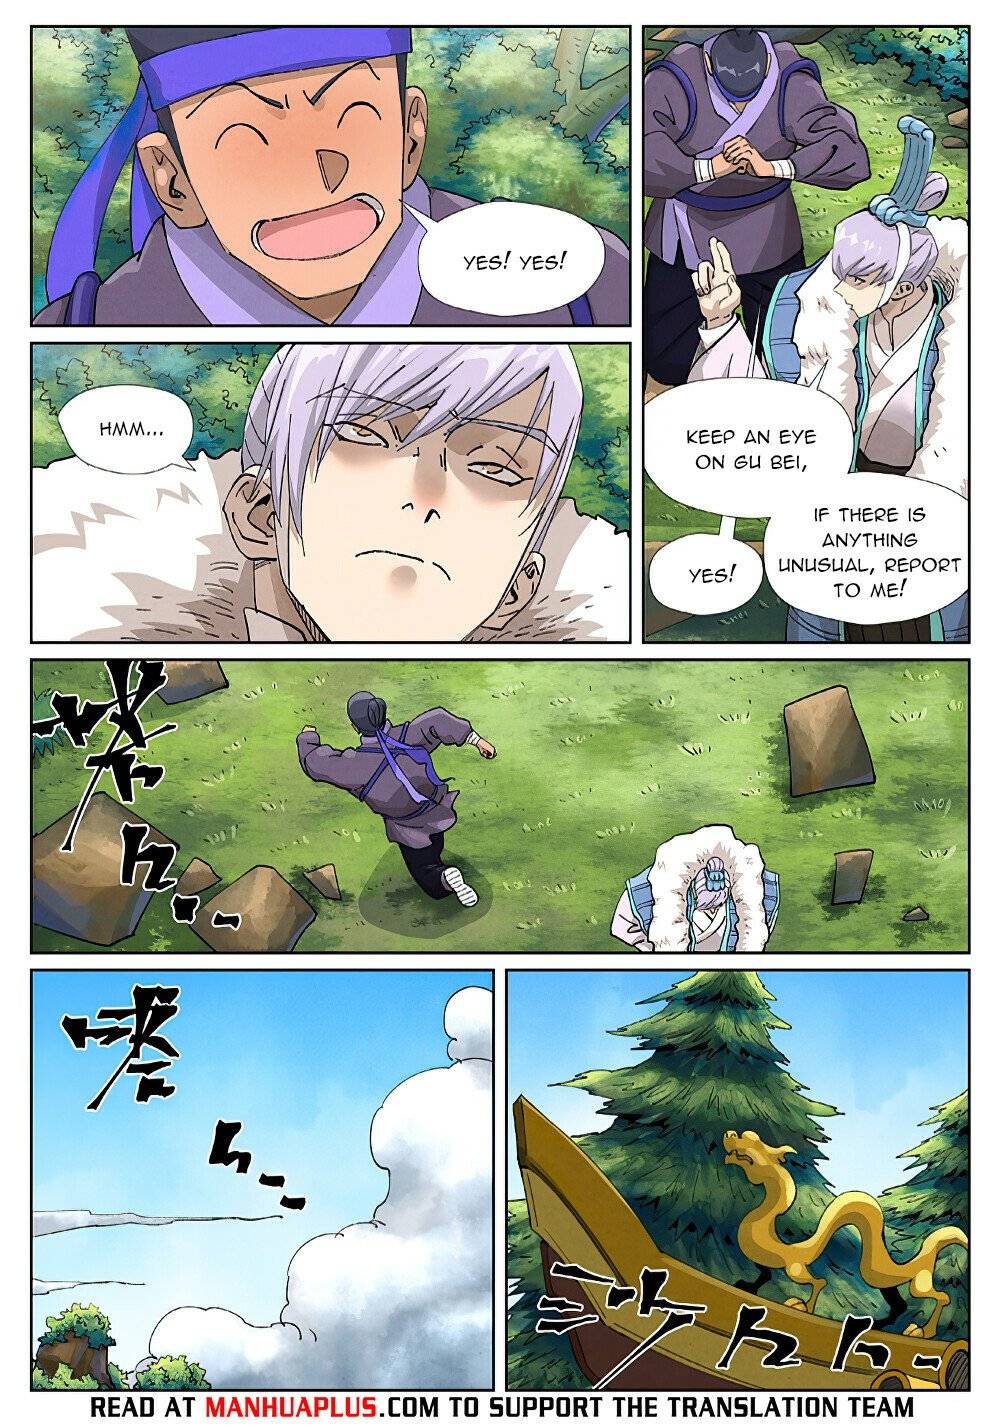 YES! YES!
HMM...
KEEP AN EYE
ON GU BEI,
IF THERE IS
ANYTHING
UNUSUAL, REPORT
TO ME!
YES!
READ AT MANHUAPLUS.COM TO SUPPORT THE TRANSLATION TEAM